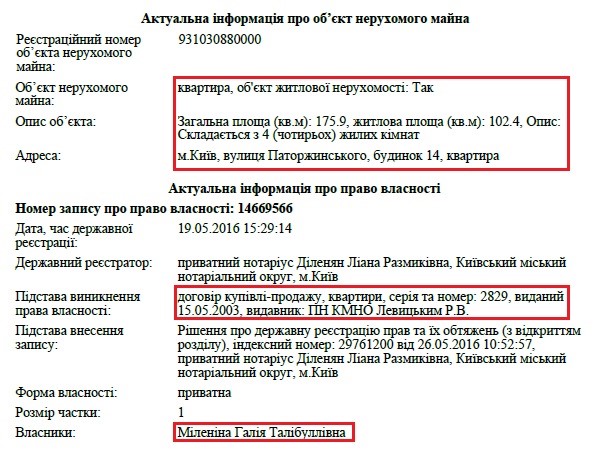 Актуальна інформація про об’єкт нерухомого майна
Реєстраційний номер 931030880000
об’єкта нерухомого
майна:
Об’єкт нерухомого квартира, об'єкт житлової нерухомості: Так
майна:
Опис об’єкта: Загальна площа (кв.м): 175.9, житлова площа (кв.м): 102.4, Опис:
Складається з 4 (чотирьох) жилих кімнат
Адреса: м.Київ, вулиця Паторжинського, будинок 14, квартира
Актуальна інформація про право власності
Номер запису про право власності: 14669566
Дата, час державної 19.05.2016 15:29:14
реєстрації:
Державний реєстратор: приватний нотаріус Діленян Ліана Размиківна, Київський міський
нотаріальний округ, м.Київ
Підстава виникнення договір купівлі-продажу, квартири, серія та номер: 2829, виданий
права власності: 15.05.2003, видавник: ПН КМНО Левицьким Р.В.
Підстава внесення Рішення про державну реєстрацію прав та їх обтяжень (з відкриттям
запису: розділу), індексний номер: 29761200 від 26.05.2016 10:52:57,
приватний нотаріус Діленян Ліана Размиківна, Київський міський
нотаріальний округ, м.Київ
Форма власності: приватна
Розмір частки: 1
Власники: Міленіна Галія Талібуллівна